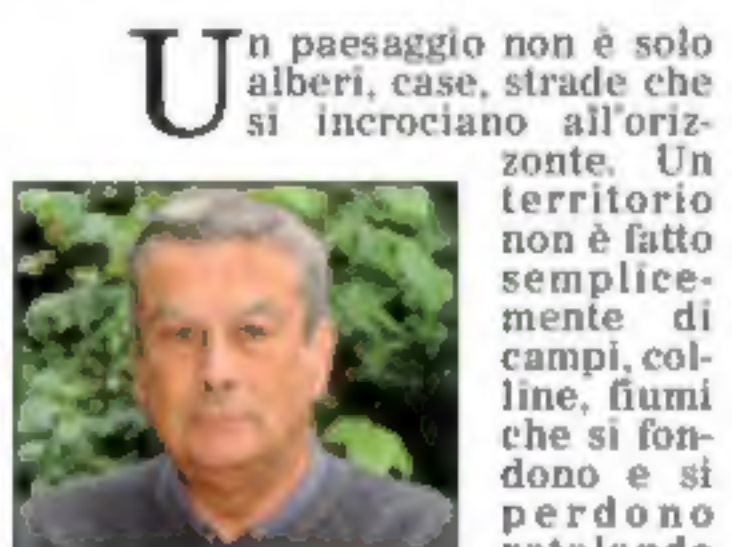 Un paesaggio non è solo
alberi, case, strade che
si incrociano all'oriz-
zonte. Un
territorio
non è fatto
semplice-
mente di
campi, col-
line, fiumi
che si fon-
dono e si
perdono